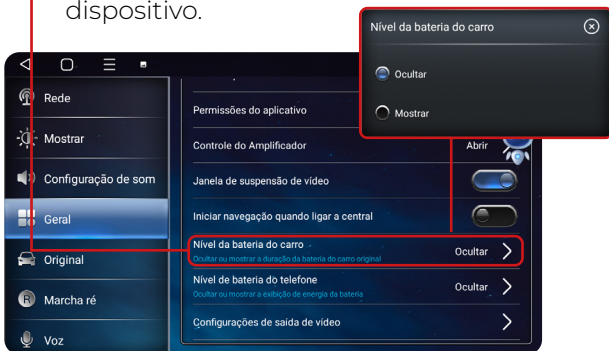 dispositivo.
Nível da bateria do carro
Ocultar
Mostrar
Rede
Mostrar
Configuração de som
Geral
Original
R Marcha ré
Voz
Permissões do aplicativo
Controle do Amplificador Abrir
Janela de suspensão de vídeo
Iniciar navegação quando ligar a central
Nível da bateria do carro Ocultar
Ocultar ou mostrar a duração da bateria do carro original
Nível de bateria do telefone Ocultar
Ocultar ou mostrar a exibição de energia da bateria
Configurações de saída de vídeo